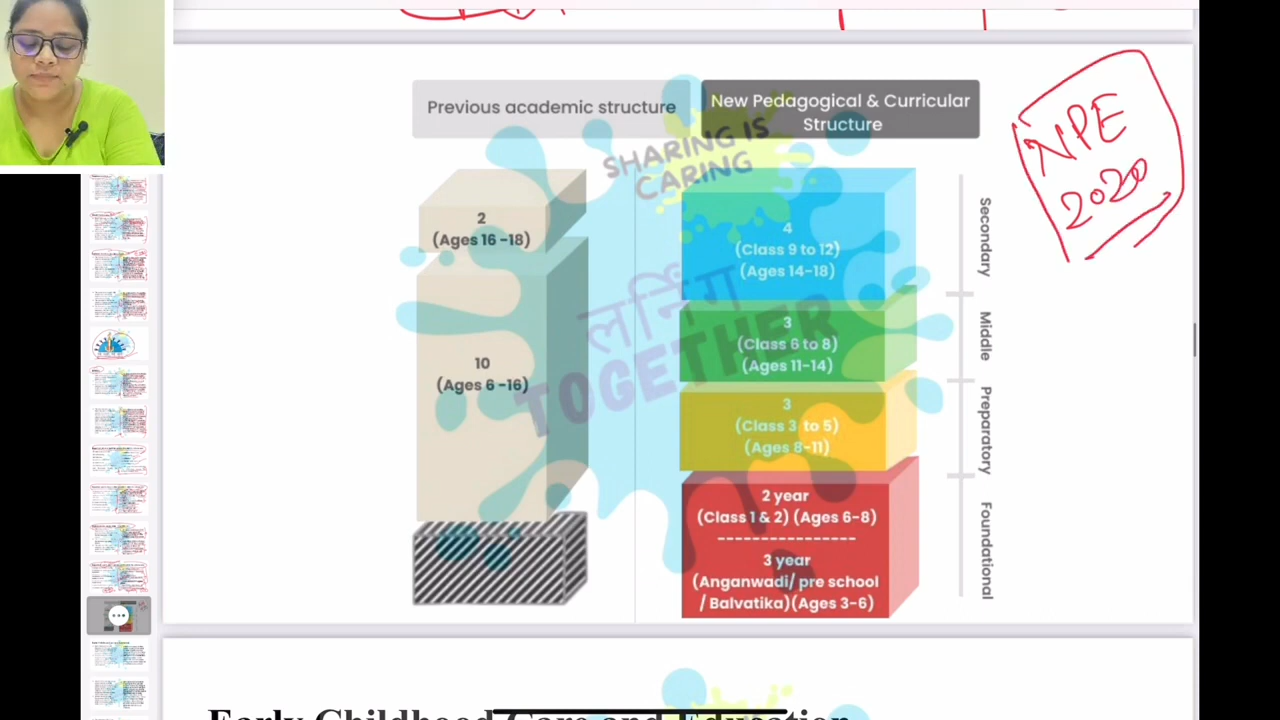 Previous academic structure
New Pedagogical & Curricular
Structure
NPE
2020
SHARING IS
CARING
लर्निंग
TOGETHER
2
(Ages 16 -18)
10
(Ages 6 -16)
4
(Class 9 to 12)
(Ages 14-18)
Secondary
3
(Class 6 to 8)
(Ages 11-14)
Middle
3
(Class 3 to 5)
(Ages 8-11)
Preparatory
2 year
(Class 1 & 2) (Ages 6-8)
3 year
(Anganwadi/ pre school
/ Balvatika)(Ages 3-6)
Foundational
Early Childhood Care and Education